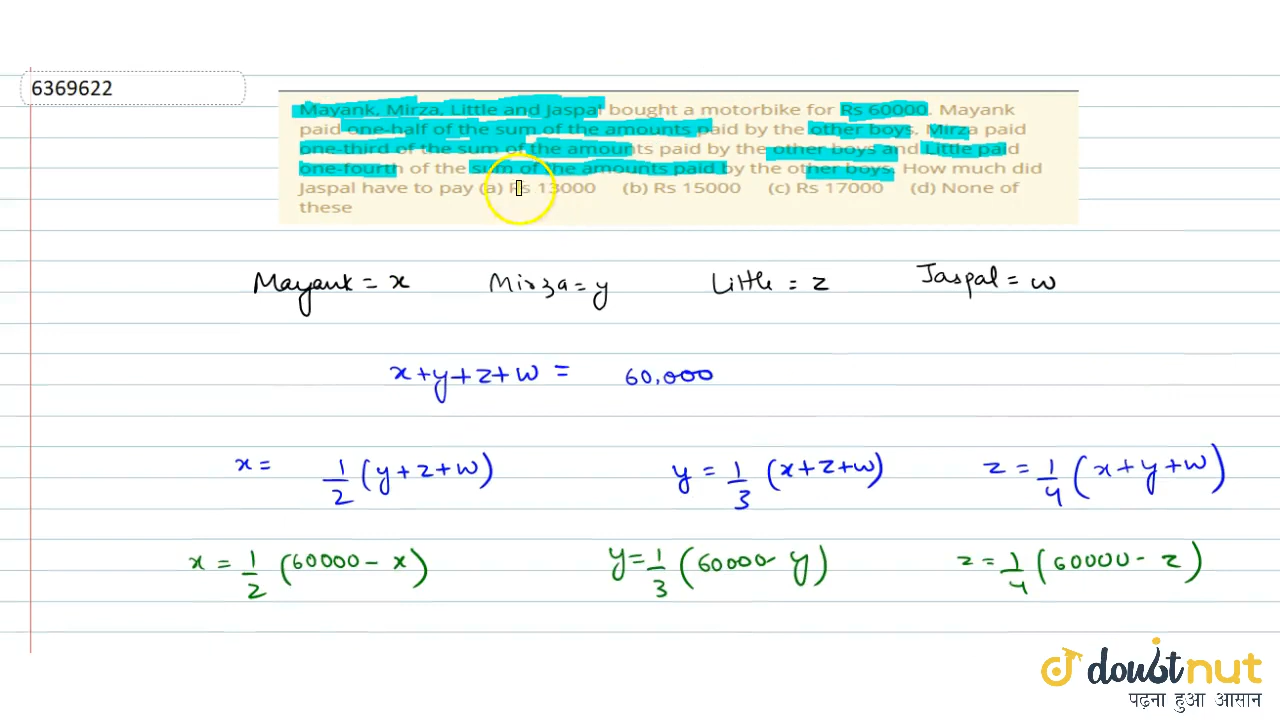 6369622
Mayank, Mirza, Little and Jaspal bought a motorbike for Rs 60000. Mayank
paid one-half of the sum of the amounts paid by the other boys. Mirza paid
one-third of the sum of the amounts paid by the other boys and Little paid
one-fourth of the sum of the amounts paid by the other boys. How much did
Jaspal have to pay (a) Rs 13000 (b) Rs 15000 (c) Rs 17000 (d) None of
these
Mayank = x Mirza = y Little = z Jaspal = w
x+y+z+w = 60,000
x = 1/2 (y+z+w) y = 1/3 (x+z+w) z = 1/4 (x+y+w)
x = 1/2 (60000 - x) y = 1/3 (60000 - y) z = 1/4 (60000 - z)
doubtnut
पढ़ना हुआ आसान